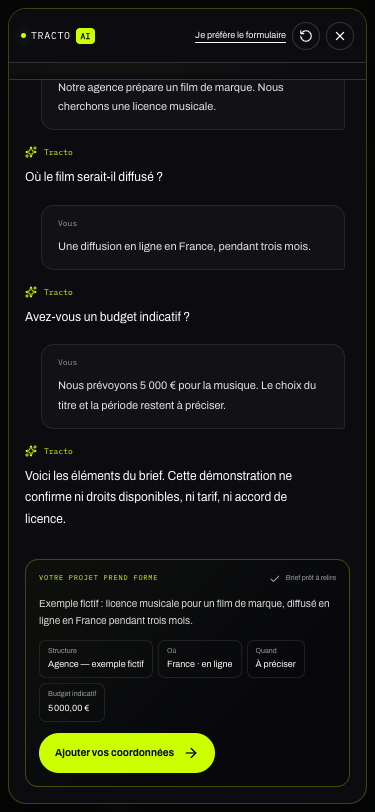 TRACTO AI
Je préfère le formulaire
Notre agence prépare un film de marque. Nous
cherchons une licence musicale.
Tracto
Où le film serait-il diffusé ?
Vous
Une diffusion en ligne en France, pendant trois mois.
Tracto
Avez-vous un budget indicatif ?
Vous
Nous prévoyons 5 000 € pour la musique. Le choix du
titre et la période restent à préciser.
Tracto
Voici les éléments du brief. Cette démonstration ne
confirme ni droits disponibles, ni tarif, ni accord de
licence.
VOTRE PROJET PREND FORME
Brief prêt à relire
Exemple fictif : licence musicale pour un film de marque, diffusé en
ligne en France pendant trois mois.
Structure
Agence — exemple fictif
Où
France · en ligne
Quand
À préciser
Budget indicatif
5 000,00 €
Ajouter vos coordonnées